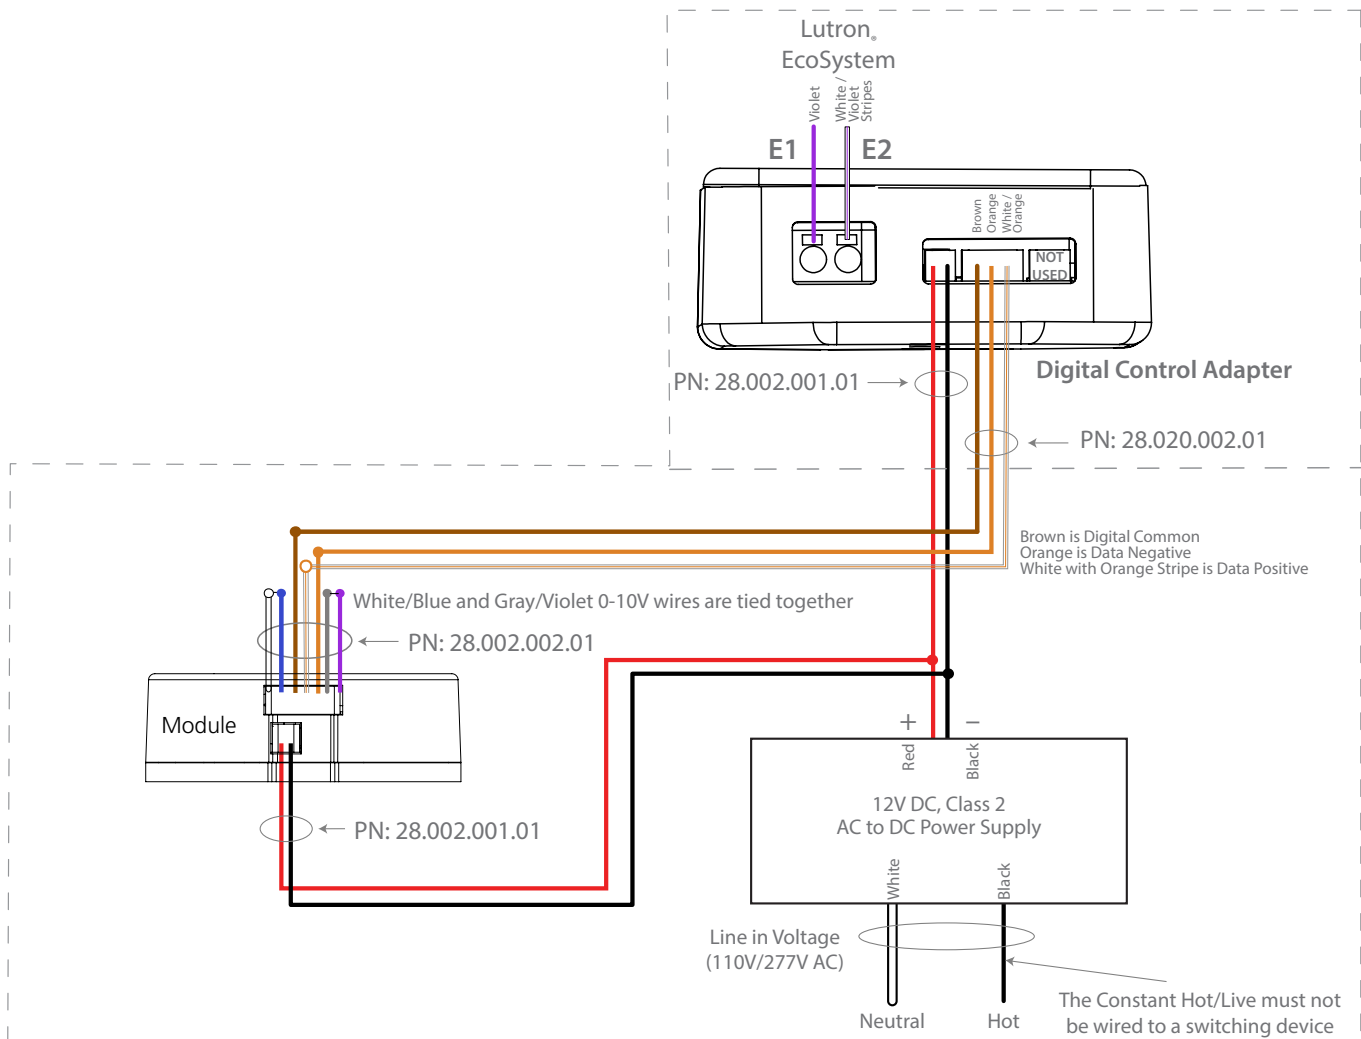 Lutron®
EcoSystem
Violet
White /
Violet
Stripes
E1
E2
Brown
Orange
White /
Orange
NOT
USED
PN: 28.002.001.01
Digital Control Adapter
PN: 28.020.002.01
Brown is Digital Common
Orange is Data Negative
White with Orange Stripe is Data Positive
White/Blue and Gray/Violet 0-10V wires are tied together
PN: 28.002.002.01
Module
PN: 28.002.001.01
+
–
Red
Black
12V DC, Class 2
AC to DC Power Supply
White
Black
Line in Voltage
(110V/277V AC)
Neutral
Hot
The Constant Hot/Live must not
be wired to a switching device